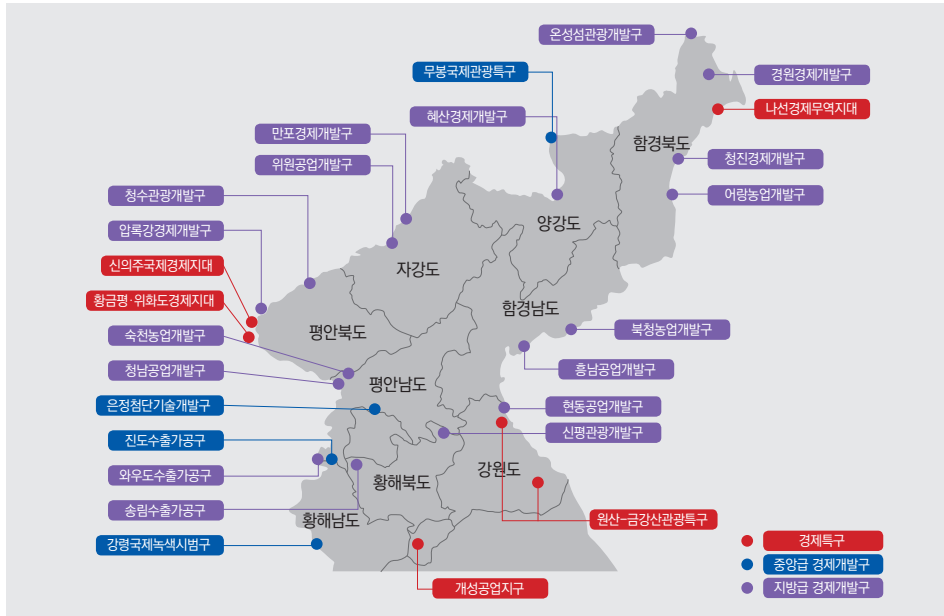 온성섬관광개발구
무봉국제관광특구
경원경제개발구
나선경제무역지대
혜산경제개발구
만포경제개발구
함경북도
위원공업개발구
청진경제개발구
청수관광개발구
어랑농업개발구
양강도
압록강경제개발구
신의주국제경제지대
자강도
황금평·위화도경제지대
함경남도
평안북도
숙천농업개발구
북청농업개발구
청남공업개발구
흥남공업개발구
평안남도
은정첨단기술개발구
현동공업개발구
신평관광개발구
진도수출가공구
와우도수출가공구
황해북도
강원도
송림수출가공구
황해남도
원산-금강산관광특구
강령국제녹색시범구
개성공업지구
경제특구
중앙급 경제개발구
지방급 경제개발구